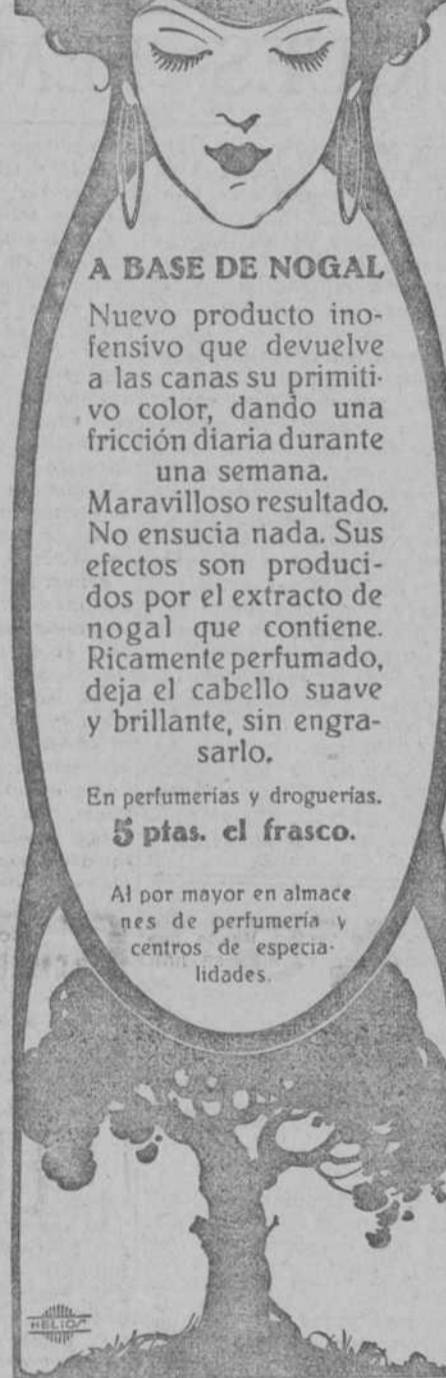 A BASE DE NOGAL
Nuevo producto ino-
fensivo que devuelve
a las canas su primiti-
vo color, dando una
fricción diaria durante
una semana.
Maravilloso resultado.
No ensucia nada. Sus
efectos son produci-
dos por el extracto de
nogal que contiene.
Ricamente perfumado,
deja el cabello suave
y brillante, sin engra-
sarlo.
En perfumerías y droguerías.
5 ptas. el frasco.
Al por mayor en almace
nes de perfumería y
centros de especia-
lidades.
HELIOS